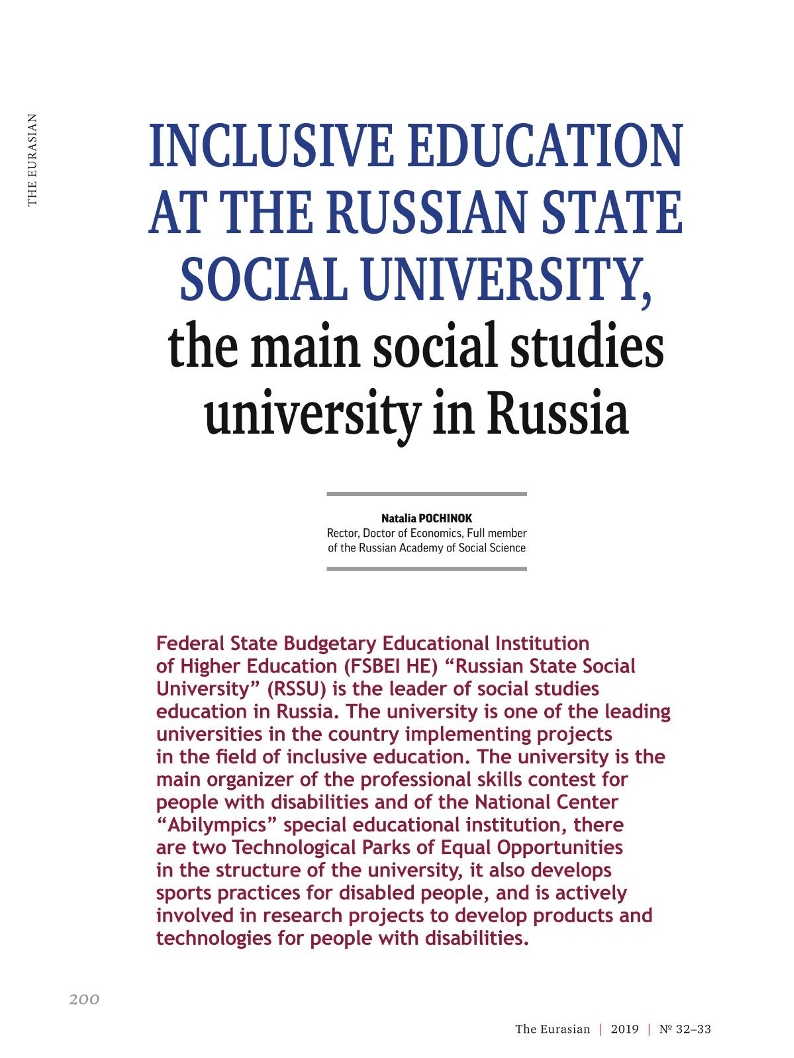 THE EURASIAN
INCLUSIVE EDUCATION
AT THE RUSSIAN STATE
SOCIAL UNIVERSITY,
the main social studies
university in Russia
Natalia POCHINOK
Rector, Doctor of Economics, Full member
of the Russian Academy of Social Science
Federal State Budgetary Educational Institution
of Higher Education (FSBEI HE) “Russian State Social
University” (RSSU) is the leader of social studies
education in Russia. The university is one of the leading
universities in the country implementing projects
in the field of inclusive education. The university is the
main organizer of the professional skills contest for
people with disabilities and of the National Center
“Abilympics” special educational institution, there
are two Technological Parks of Equal Opportunities
in the structure of the university, it also develops
sports practices for disabled people, and is actively
involved in research projects to develop products and
technologies for people with disabilities.
200
The Eurasian | 2019 | № 32–33